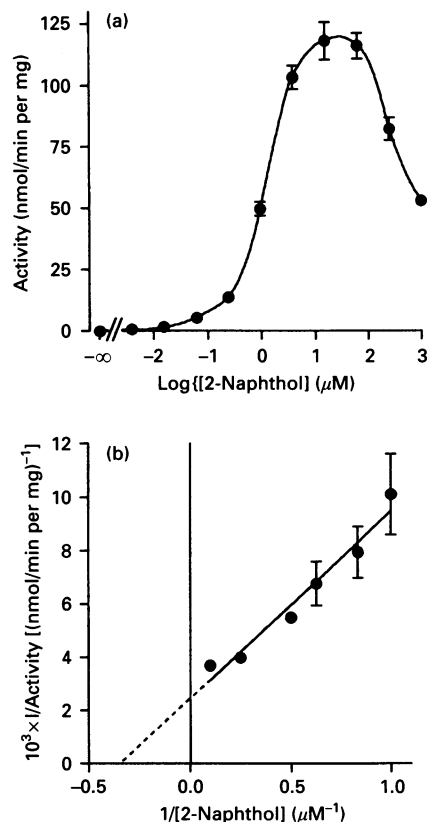 (a)
Activity (nmol/min per mg)
125
100
75
50
25
0
−∞ −2 −1 0 1 2 3
Log{[2-Naphthol] (μM)}
(b)
10³ × I/Activity [(nmol/min per mg)⁻¹]
12
10
8
6
4
2
0
−0.5 0.0 0.5 1.0
1/[2-Naphthol] (μM⁻¹)